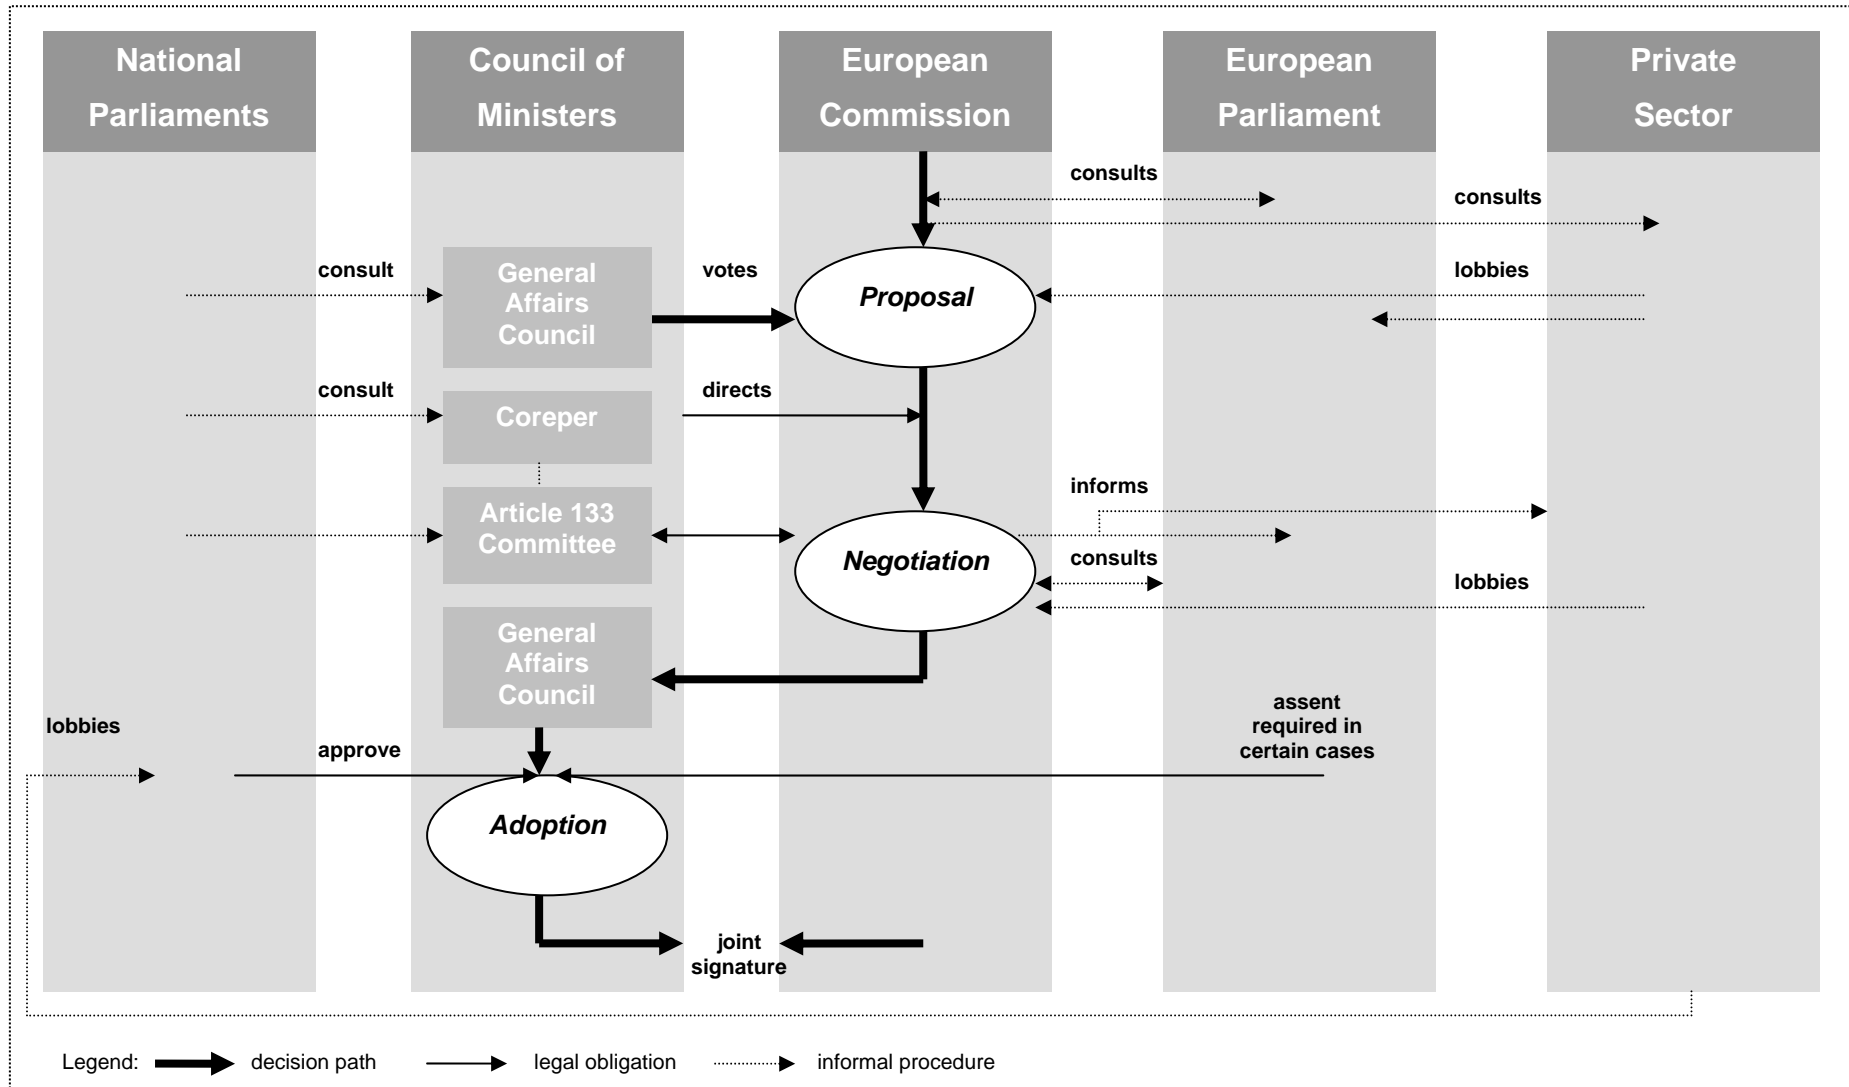 National
Parliaments
Council of
Ministers
European
Commission
European
Parliament
Private
Sector
consults
consults
consult
General
Affairs
Council
votes
Proposal
lobbies
consult
Coreper
directs
Article 133
Committee
informs
Negotiation
consults
lobbies
General
Affairs
Council
lobbies
approve
assent
required in
certain cases
Adoption
joint
signature
Legend:
decision path
legal obligation
informal procedure